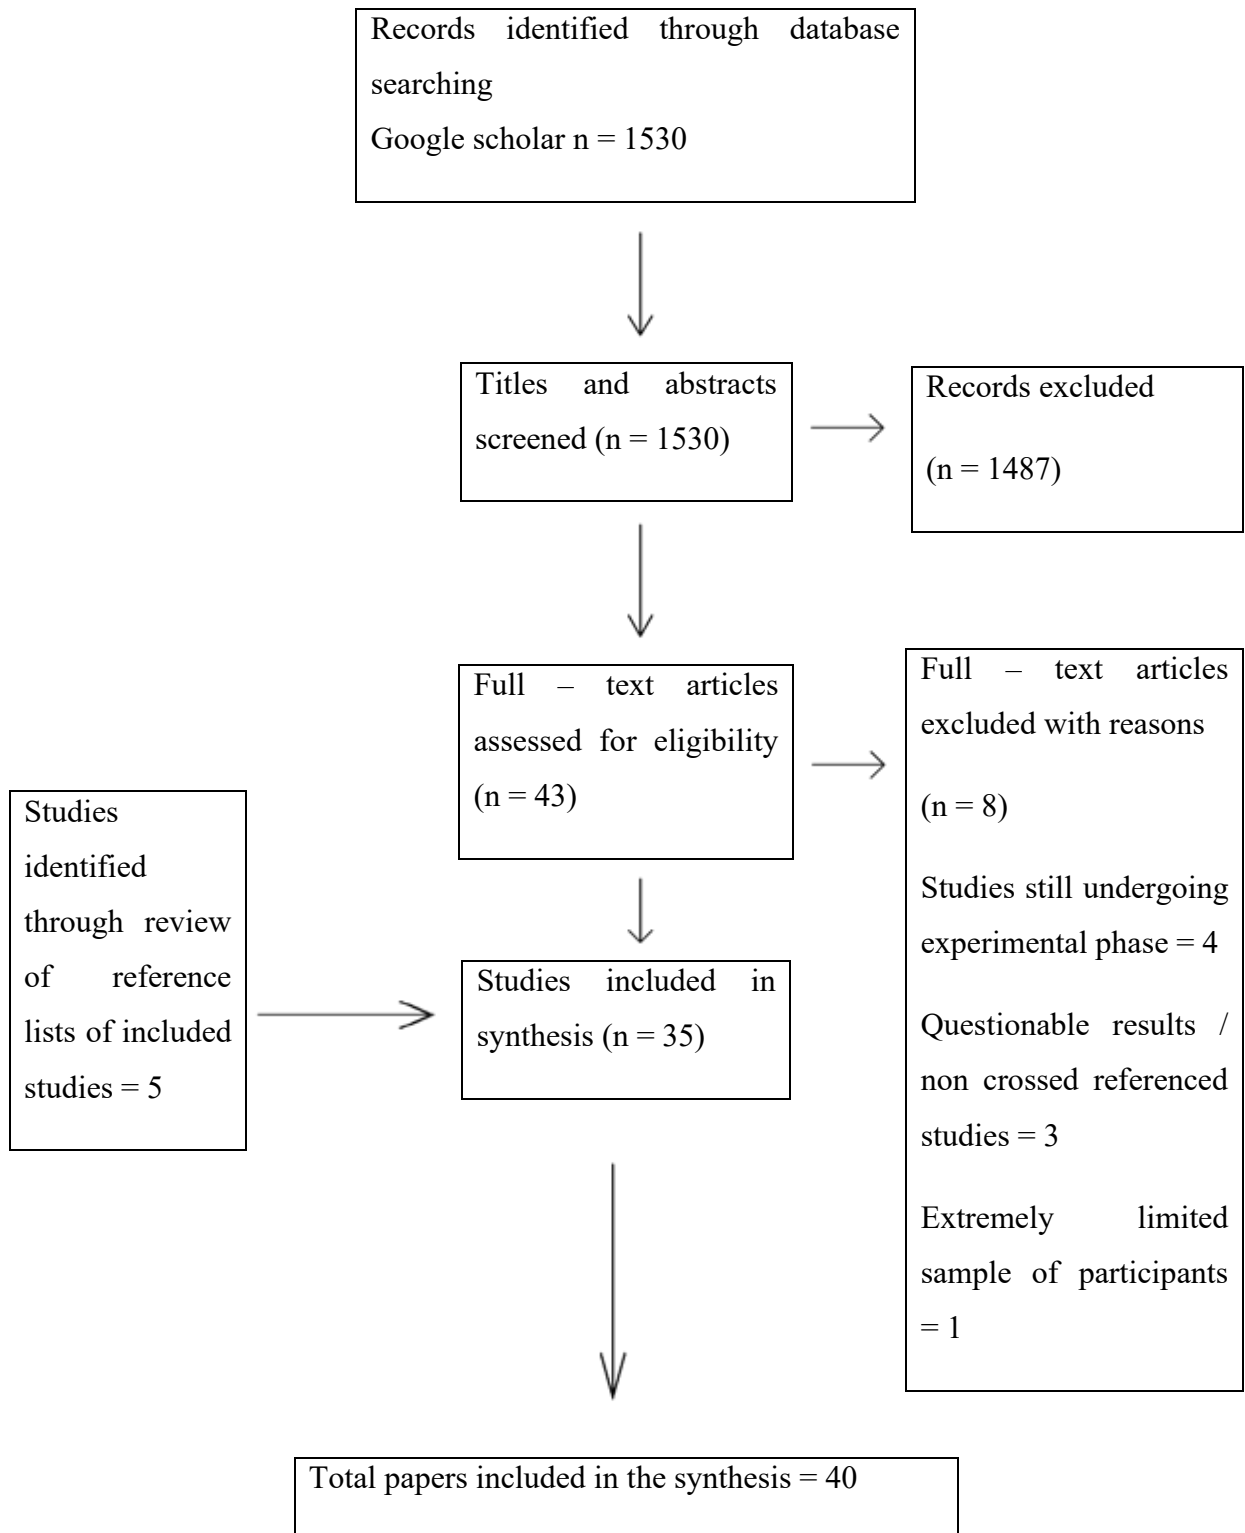 Records identified through database
searching
Google scholar n = 1530
Titles and abstracts
screened (n = 1530)
Records excluded
(n = 1487)
Full – text articles
assessed for eligibility
(n = 43)
Full – text articles
excluded with reasons
(n = 8)
Studies still undergoing
experimental phase = 4
Questionable results /
non crossed referenced
studies = 3
Extremely limited
sample of participants
= 1
Studies
identified
through review
of reference
lists of included
studies = 5
Studies included in
synthesis (n = 35)
Total papers included in the synthesis = 40